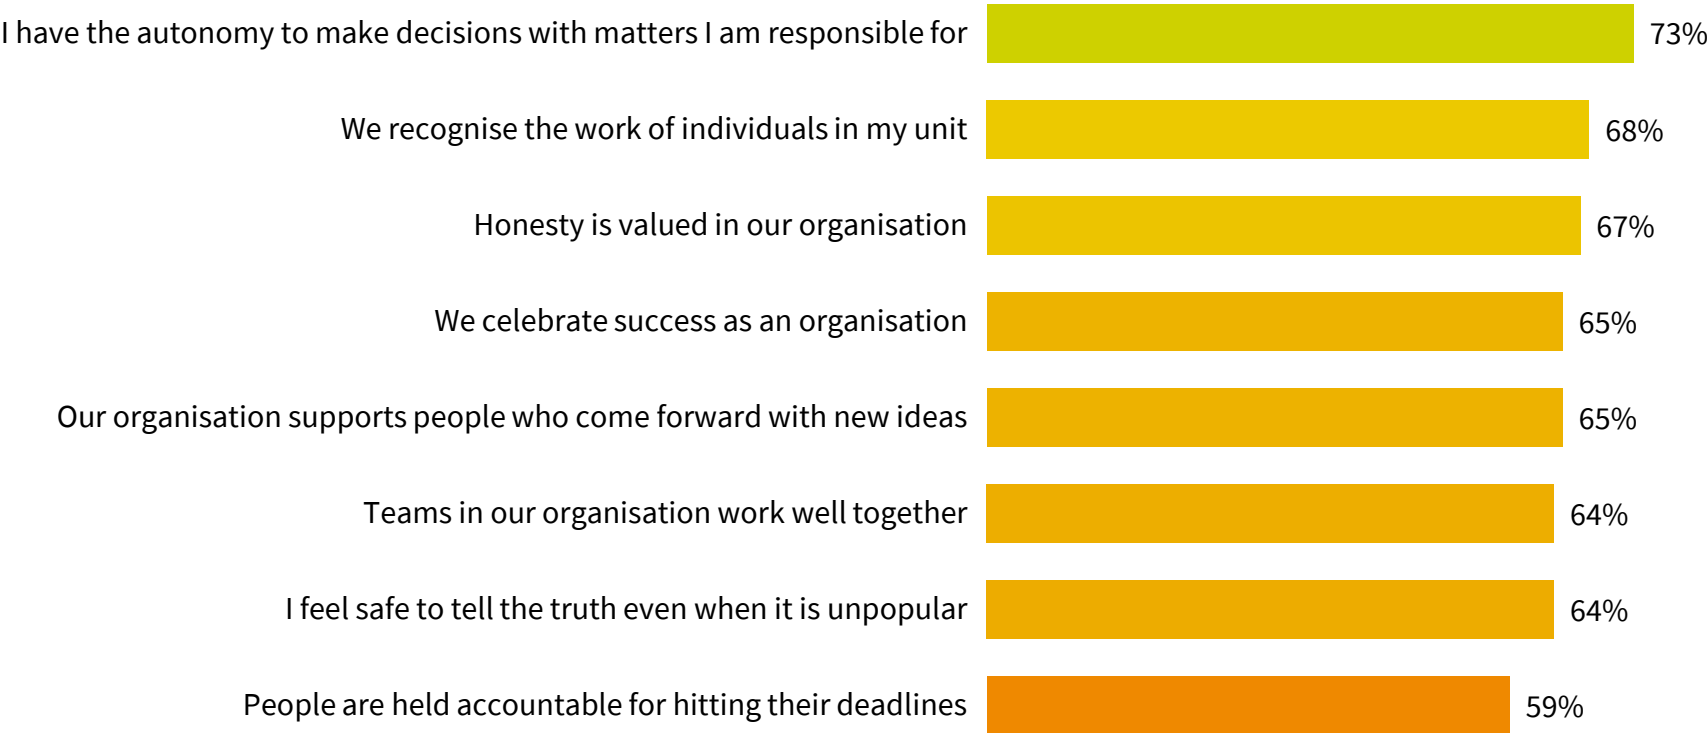 I have the autonomy to make decisions with matters I am responsible for 73%
We recognise the work of individuals in my unit 68%
Honesty is valued in our organisation 67%
We celebrate success as an organisation 65%
Our organisation supports people who come forward with new ideas 65%
Teams in our organisation work well together 64%
I feel safe to tell the truth even when it is unpopular 64%
People are held accountable for hitting their deadlines 59%